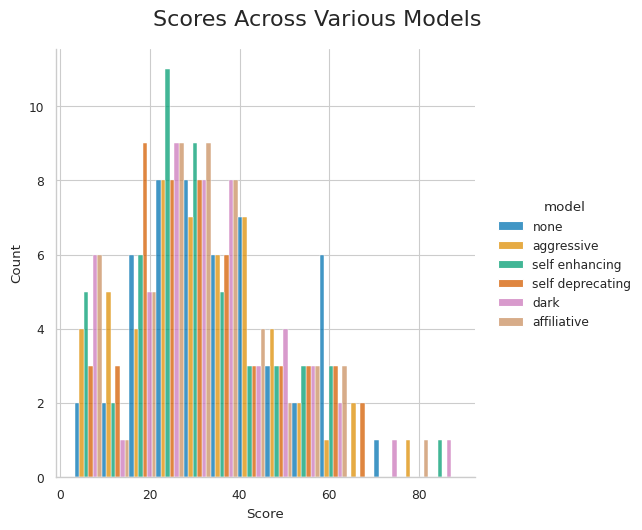 Scores Across Various Models
Count
10
8
6
4
2
0
0 20 40 60 80
Score
model
none
aggressive
self enhancing
self deprecating
dark
affiliative